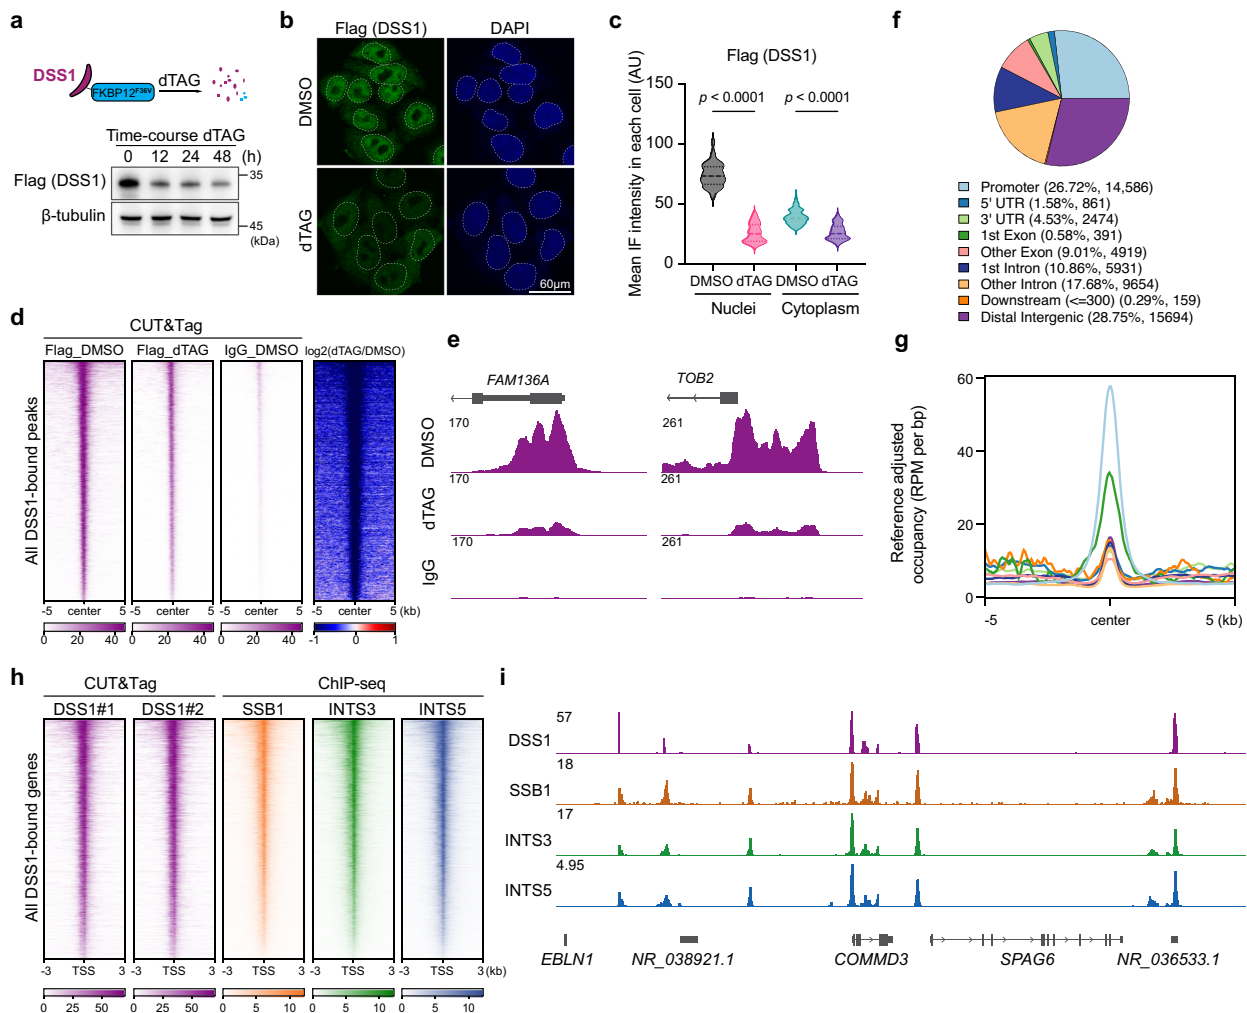 a
DSS1
FKBP12F36V
dTAG
Time-course dTAG
0 12 24 48 (h)
Flag (DSS1)
35
β-tubulin
45
(kDa)
b
Flag (DSS1) DAPI
DMSO
dTAG
60μm
c
Flag (DSS1)
Mean IF intensity in each cell (AU)
150
100
50
0
p < 0.0001 p < 0.0001
DMSO dTAG DMSO dTAG
Nuclei Cytoplasm
f
Promoter (26.72%, 14,586)
5' UTR (1.58%, 861)
3' UTR (4.53%, 2474)
1st Exon (0.58%, 391)
Other Exon (9.01%, 4919)
1st Intron (10.86%, 5931)
Other Intron (17.68%, 9654)
Downstream (<=300) (0.29%, 159)
Distal Intergenic (28.75%, 15694)
d
CUT&Tag
Flag_DMSO Flag_dTAG IgG_DMSO log2(dTAG/DMSO)
All DSS1-bound peaks
-5 center 5 -5 center 5 -5 center 5 -5 center 5 (kb)
0 20 40 0 20 40 0 20 40 -1 0 1
e
FAM136A TOB2
DMSO
170 261
dTAG
170 261
IgG
170 261
g
Reference adjusted
occupancy (RPM per bp)
60
40
20
0
-5 center 5 (kb)
h
CUT&Tag ChIP-seq
DSS1#1 DSS1#2 SSB1 INTS3 INTS5
All DSS1-bound genes
-3 TSS 3 -3 TSS 3 -3 TSS 3 -3 TSS 3 -3 TSS 3 (kb)
0 25 50 0 25 50 0 5 10 0 5 10 0 5 10
i
57
DSS1
18
SSB1
17
INTS3
4.95
INTS5
EBLN1 NR_038921.1 COMMD3 SPAG6 NR_036533.1